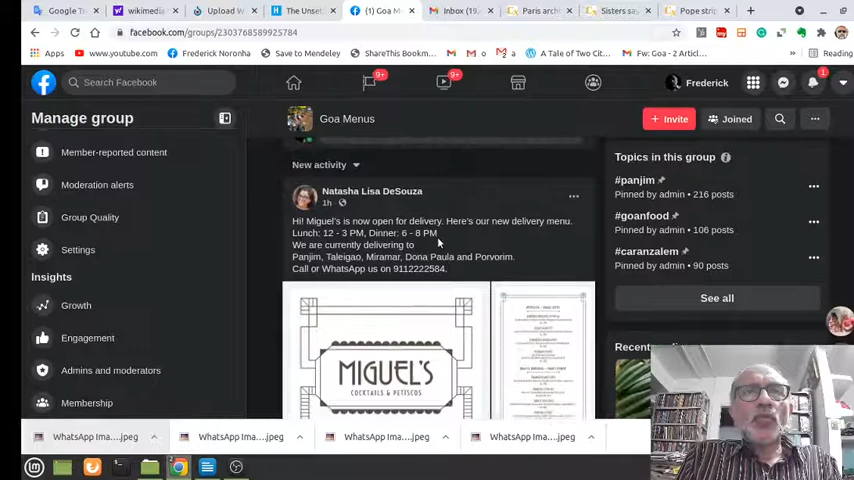 Google Tr
wikimedia
Upload W
The Unset
(1) Goa M
Inbox (19,
Paris arch
Sisters say
Pope strip
facebook.com/groups/2303768589925784
Apps
www.youtube.com
Frederick Noronha
Save to Mendeley
ShareThis Bookm...
A Tale of Two Cit...
Fw: Goa - 2 Articl...
Reading
Search Facebook
9+
9+
Frederick
1
Manage group
Goa Menus
+ Invite
Joined
Member-reported content
Moderation alerts
Group Quality
Settings
Insights
Growth
Engagement
Admins and moderators
Membership
New activity
Natasha Lisa DeSouza
1h
Hi! Miguel's is now open for delivery. Here's our new delivery menu.
Lunch: 12 - 3 PM, Dinner: 6 - 8 PM
We are currently delivering to
Panjim, Taleigao, Miramar, Dona Paula and Porvorim.
Call or WhatsApp us on 9112222584.
MIGUEL'S
COCKTAILS & PETISCOS
Topics in this group
#panjim
Pinned by admin • 216 posts
#goanfood
Pinned by admin • 106 posts
#caranzalem
Pinned by admin • 90 posts
See all
WhatsApp Ima....jpeg
WhatsApp Ima....jpeg
WhatsApp Ima....jpeg
WhatsApp Ima....jpeg